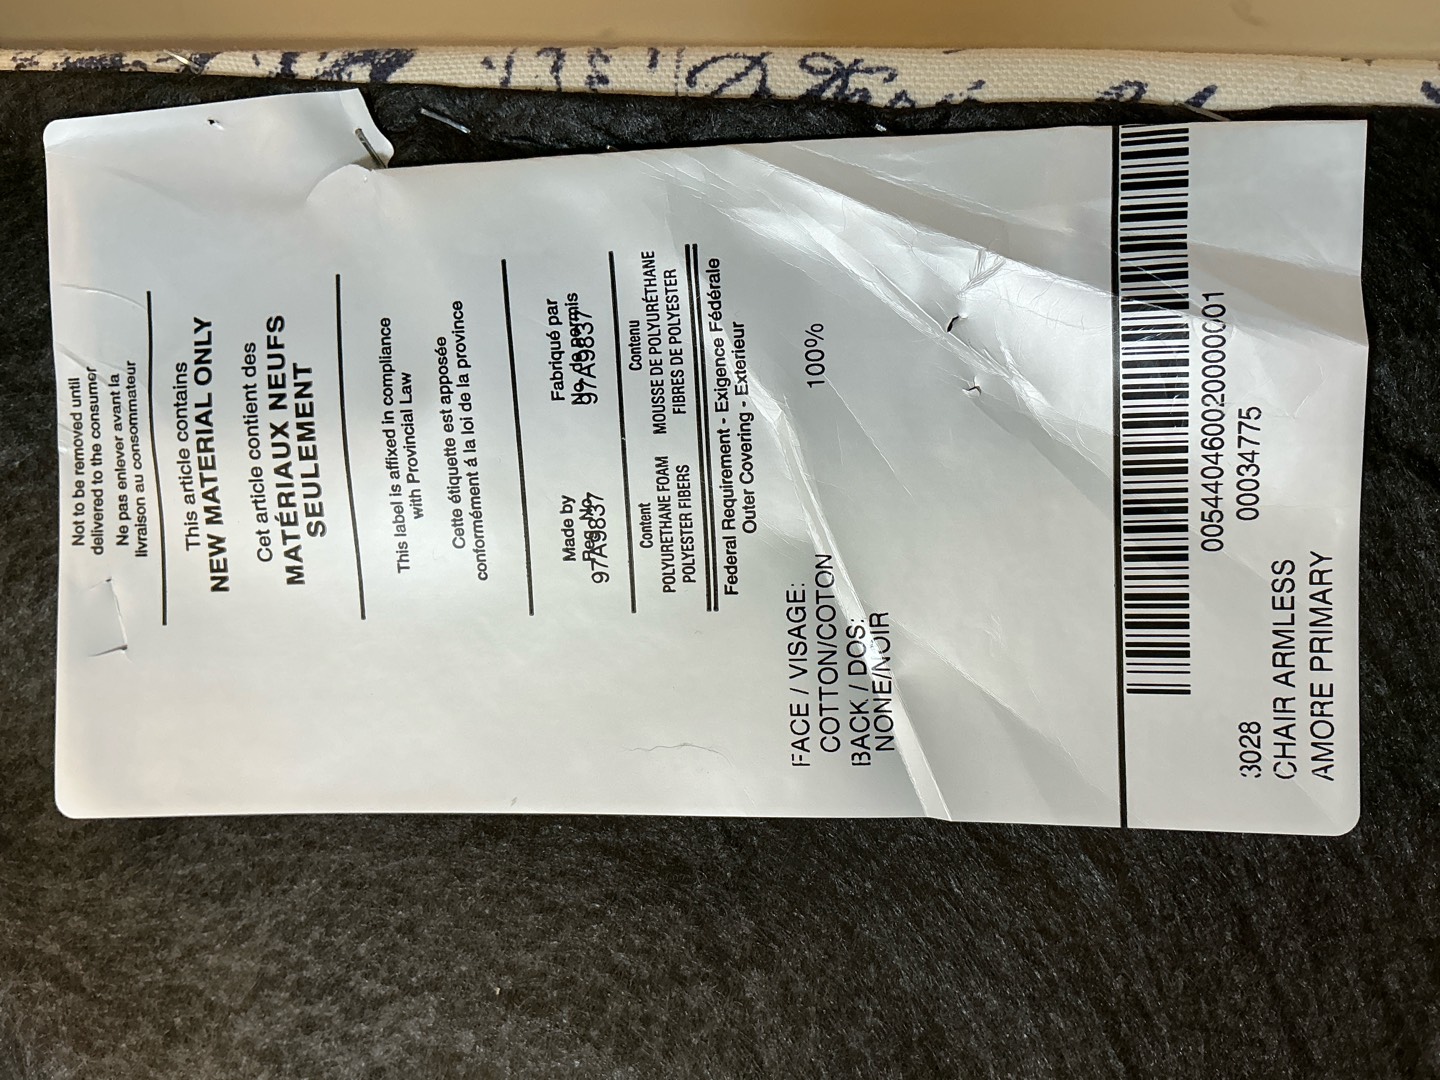 Not to be removed until
delivered to the consumer
Ne pas enlever avant la
livraison au consommateur
This article contains
NEW MATERIAL ONLY
Cet article contient des
MATÉRIAUX NEUFS
SEULEMENT
This label is affixed in compliance
with Provincial Law
Cette étiquette est apposée
conformément á la loi de la province
Made by
Reg. No.
97A9837
Fabriqué par
No. de permis
97A9837
Content
POLYURETHANE FOAM
POLYESTER FIBERS
Contenu
MOUSSE DE POLYURÉTHANE
FIBRES DE POLYESTER
Federal Requirement - Exigence Fédérale
Outer Covering - Exterieur
FACE / VISAGE:
COTTON/COTON 100%
BACK / DOS:
NONE/NOIR
005440460020000001
3028 00034775
CHAIR ARMLESS
AMORE PRIMARY